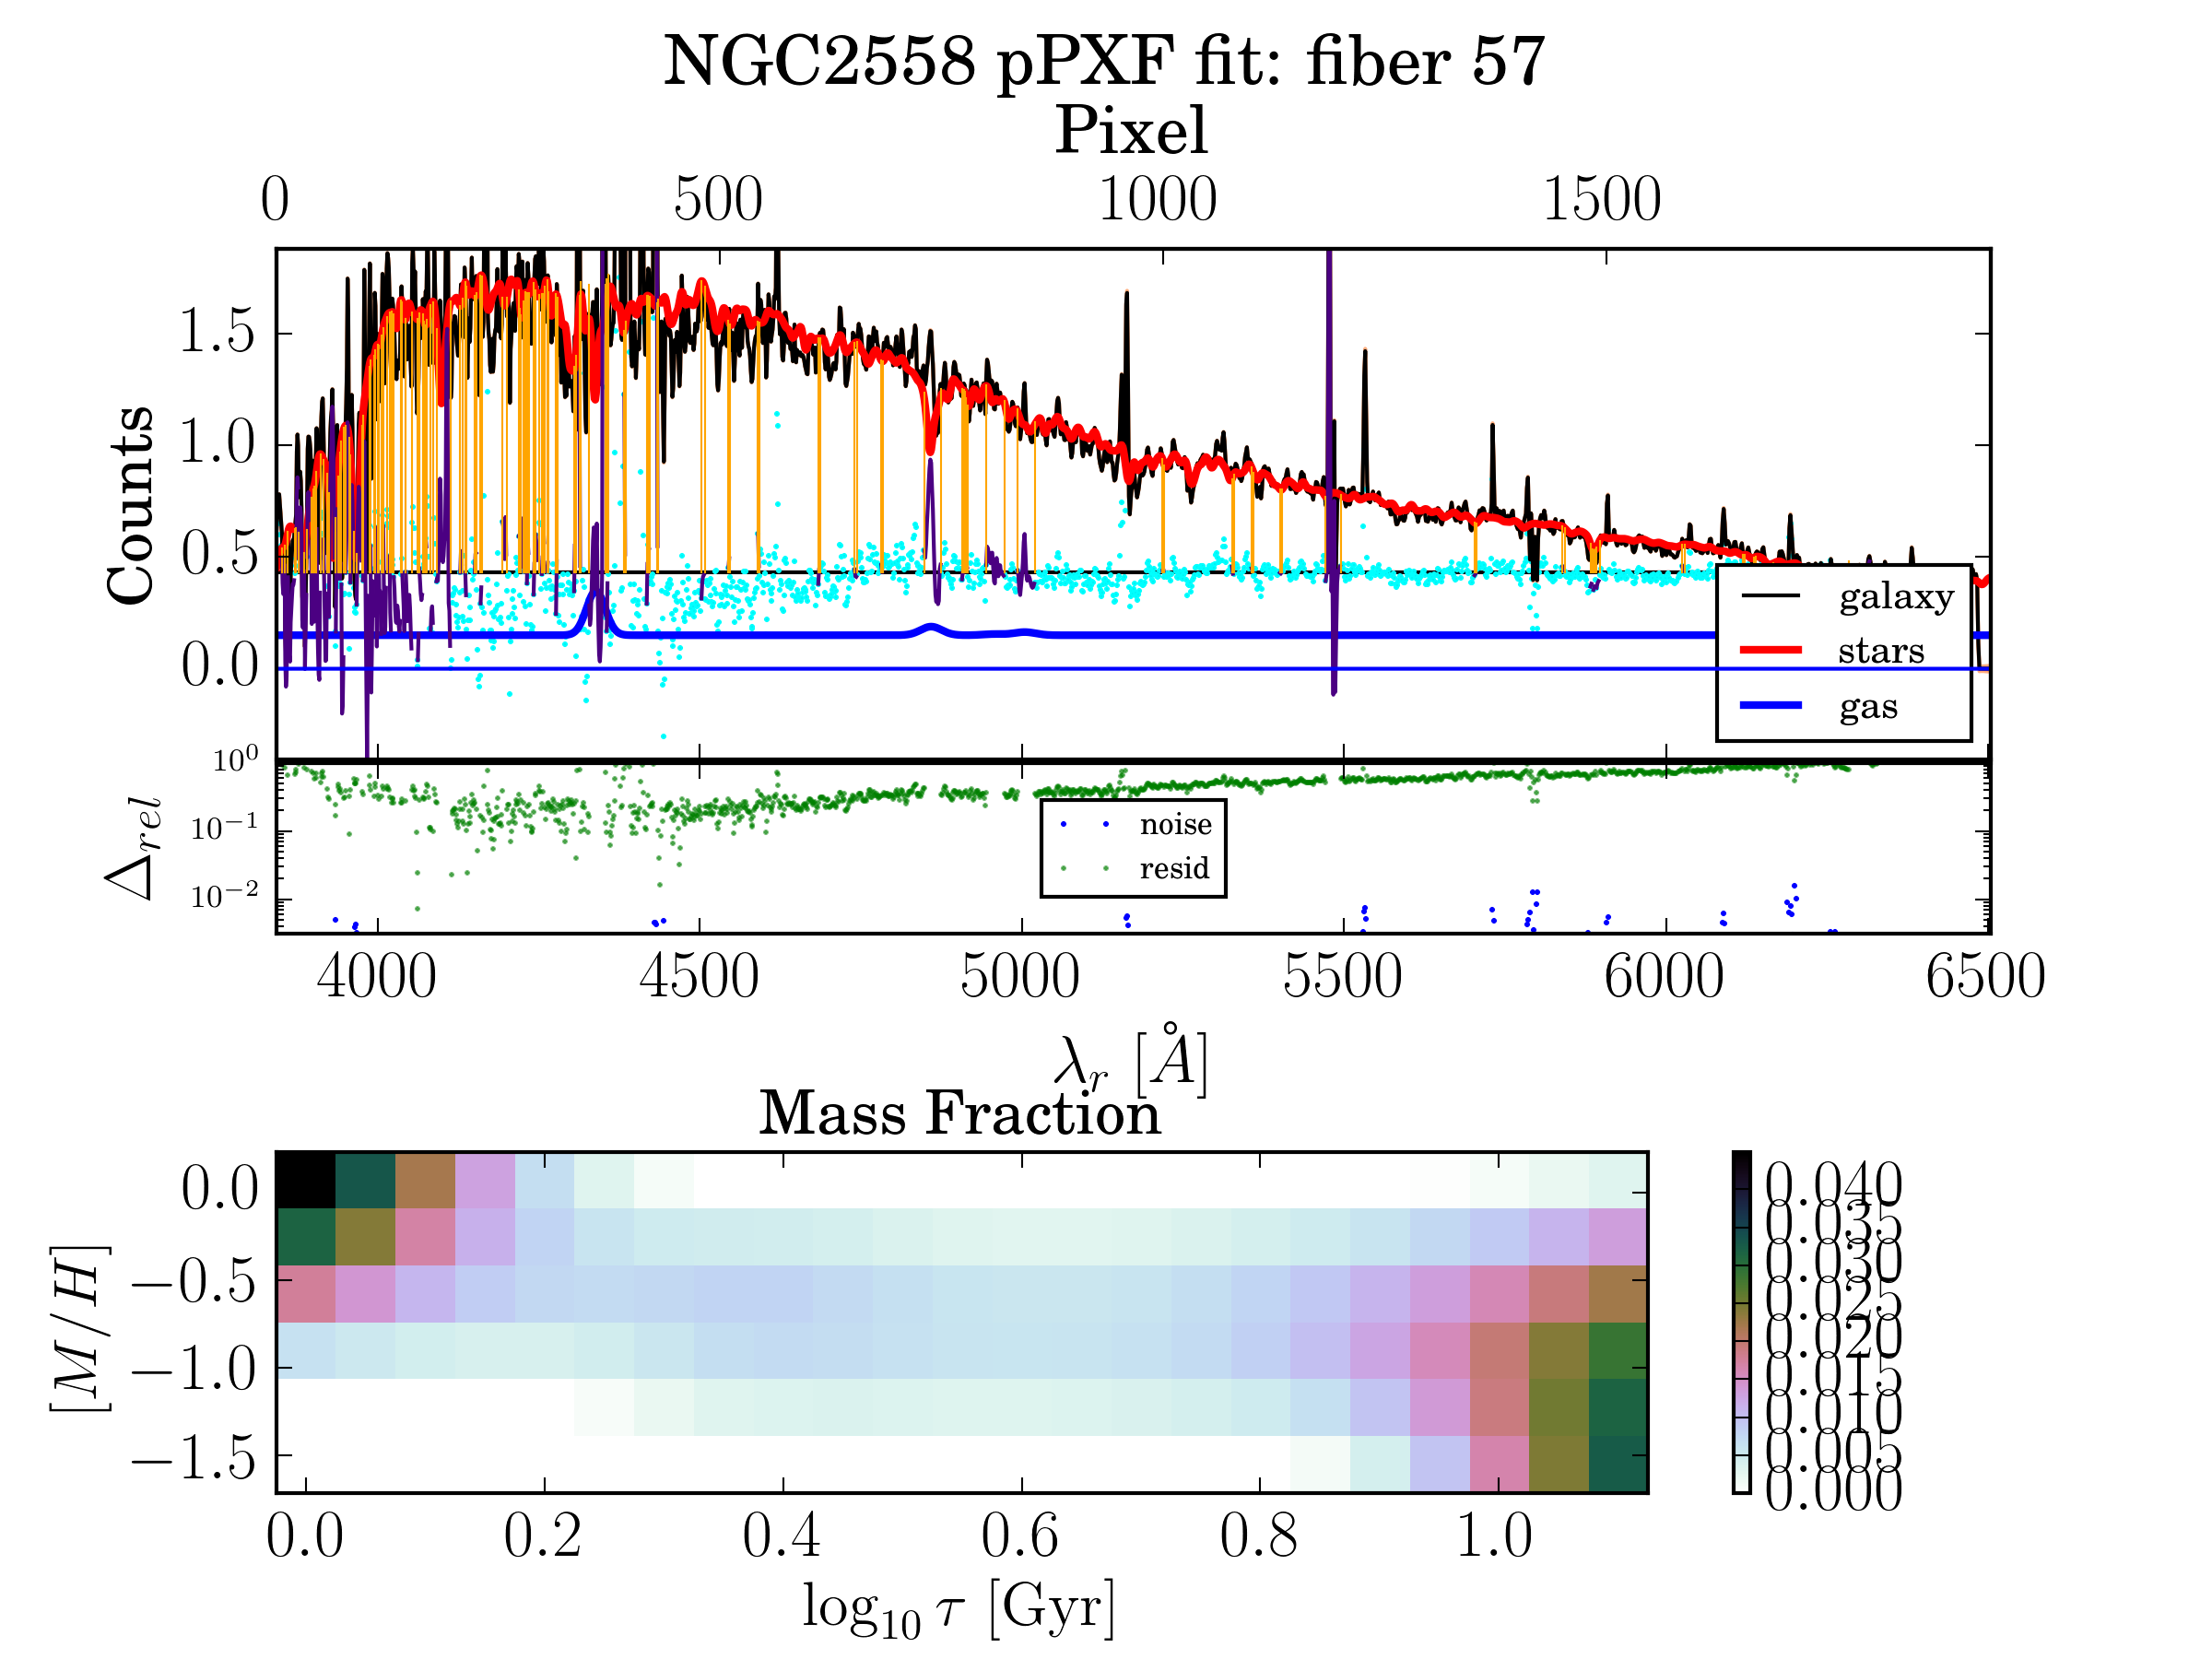 NGC2558 pPXF fit: fiber 57
Pixel
0 500 1000 1500
Counts
1.5
1.0
0.5
0.0
galaxy
stars
gas
Δrel
10⁰
10⁻¹
10⁻²
noise
resid
4000 4500 5000 5500 6000 6500
λr [Å]
Mass Fraction
[M/H]
0.0
−0.5
−1.0
−1.5
0.0 0.2 0.4 0.6 0.8 1.0
log₁₀ τ [Gyr]
0.040
0.035
0.030
0.025
0.020
0.015
0.010
0.005
0.000